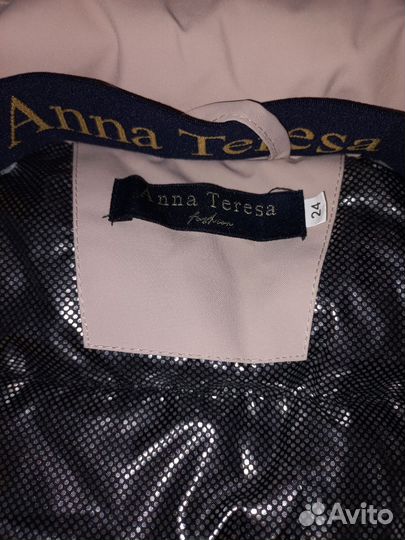 Anna Teresa
Anna Teresa
fashion
24
Avito